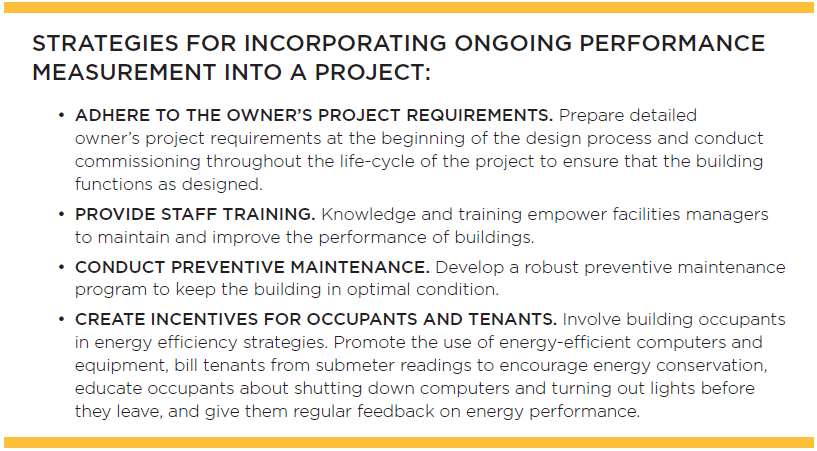 STRATEGIES FOR INCORPORATING ONGOING PERFORMANCE
MEASUREMENT INTO A PROJECT:
• ADHERE TO THE OWNER’S PROJECT REQUIREMENTS. Prepare detailed
owner’s project requirements at the beginning of the design process and conduct
commissioning throughout the life-cycle of the project to ensure that the building
functions as designed.
• PROVIDE STAFF TRAINING. Knowledge and training empower facilities managers
to maintain and improve the performance of buildings.
• CONDUCT PREVENTIVE MAINTENANCE. Develop a robust preventive maintenance
program to keep the building in optimal condition.
• CREATE INCENTIVES FOR OCCUPANTS AND TENANTS. Involve building occupants
in energy efficiency strategies. Promote the use of energy-efficient computers and
equipment, bill tenants from submeter readings to encourage energy conservation,
educate occupants about shutting down computers and turning out lights before
they leave, and give them regular feedback on energy performance.